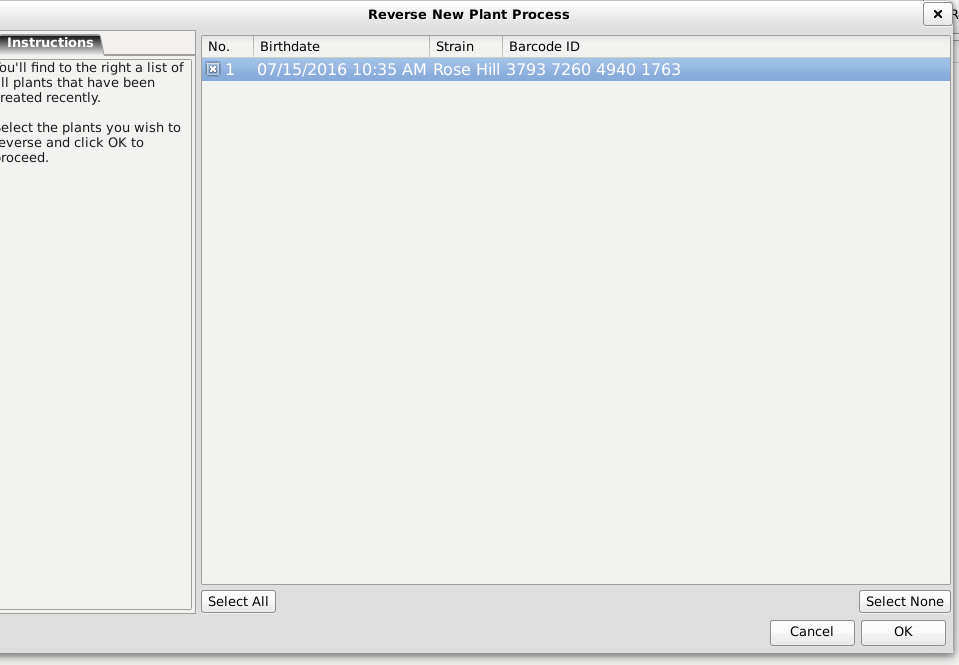 Reverse New Plant Process
Instructions
ou'll find to the right a list of
ll plants that have been
reated recently.
elect the plants you wish to
everse and click OK to
roceed.
No. Birthdate Strain Barcode ID
1 07/15/2016 10:35 AM Rose Hill 3793 7260 4940 1763
Select All Select None
Cancel OK